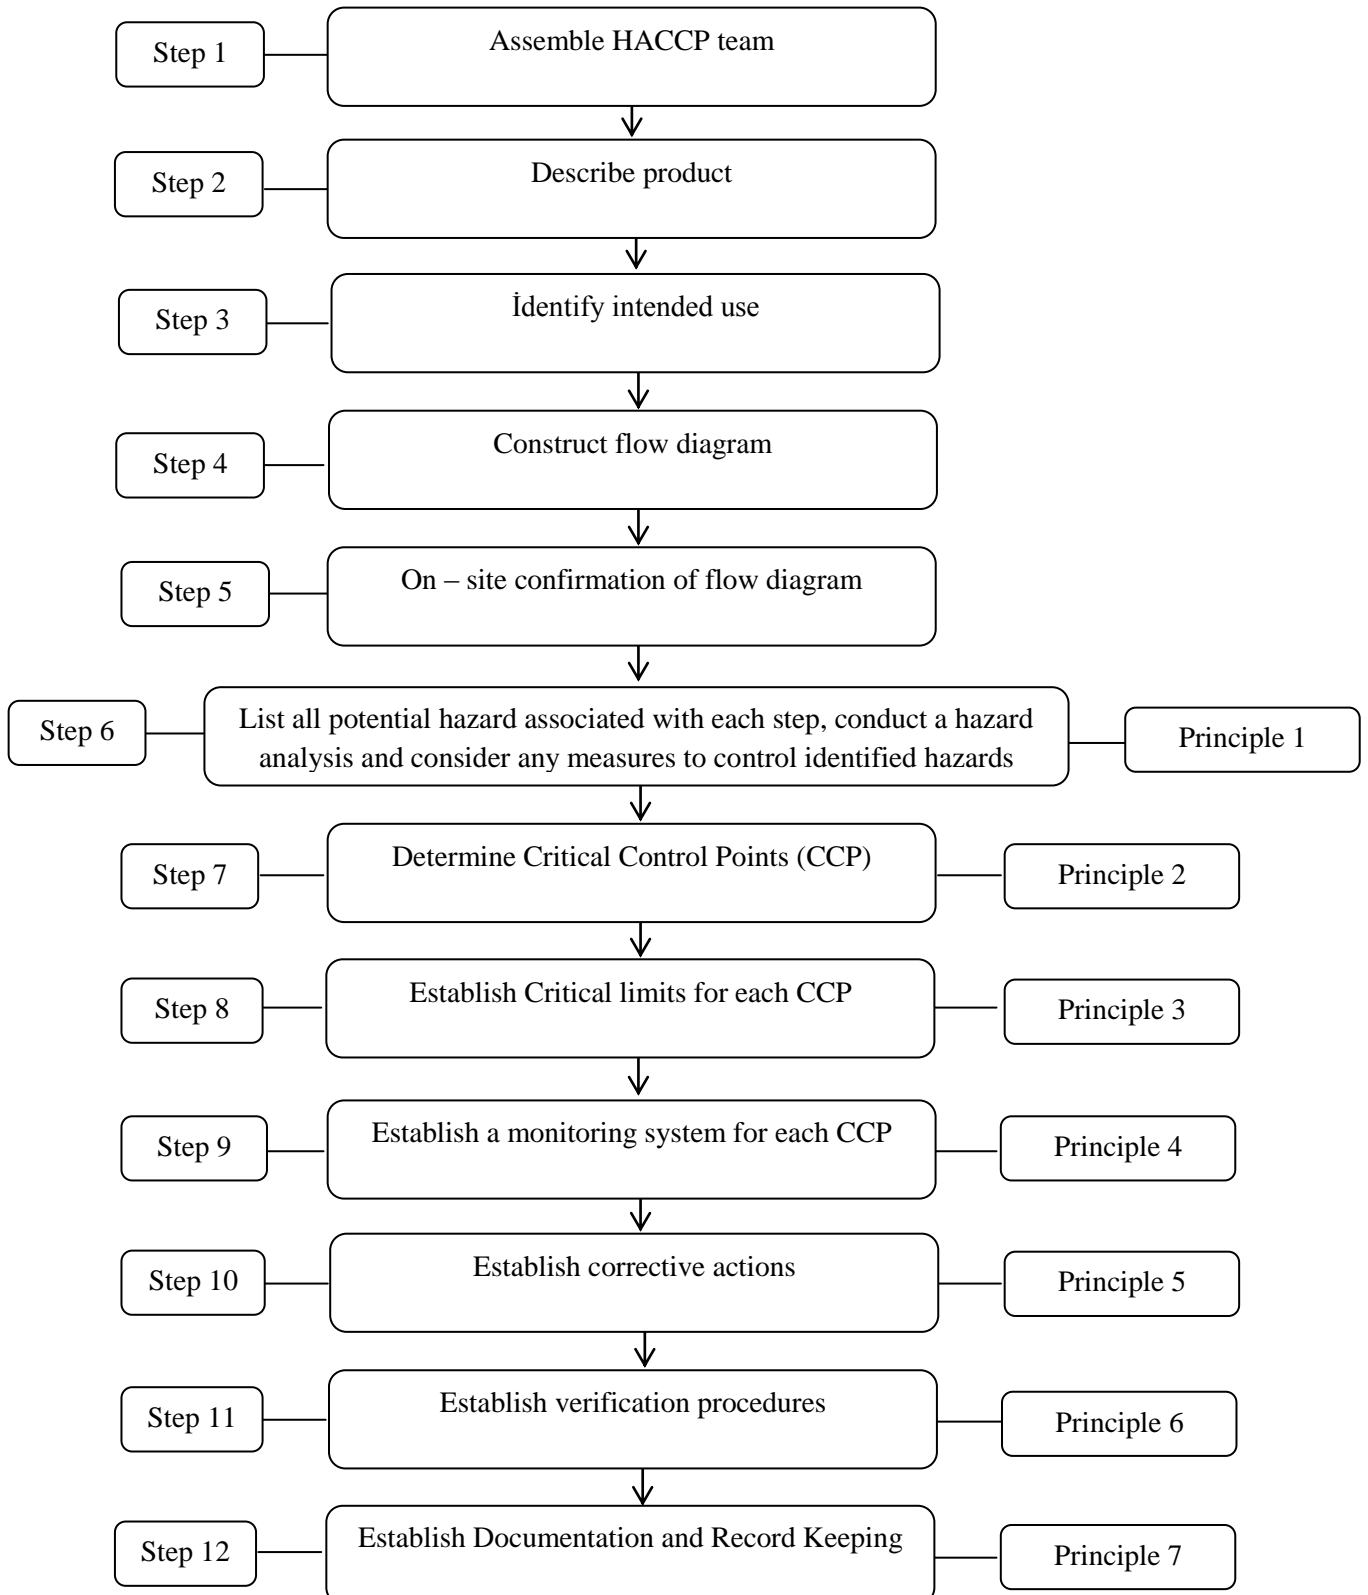 Step 1
Assemble HACCP team
Step 2
Describe product
Step 3
İdentify intended use
Step 4
Construct flow diagram
Step 5
On – site confirmation of flow diagram
Step 6
List all potential hazard associated with each step, conduct a hazard
analysis and consider any measures to control identified hazards
Principle 1
Step 7
Determine Critical Control Points (CCP)
Principle 2
Step 8
Establish Critical limits for each CCP
Principle 3
Step 9
Establish a monitoring system for each CCP
Principle 4
Step 10
Establish corrective actions
Principle 5
Step 11
Establish verification procedures
Principle 6
Step 12
Establish Documentation and Record Keeping
Principle 7